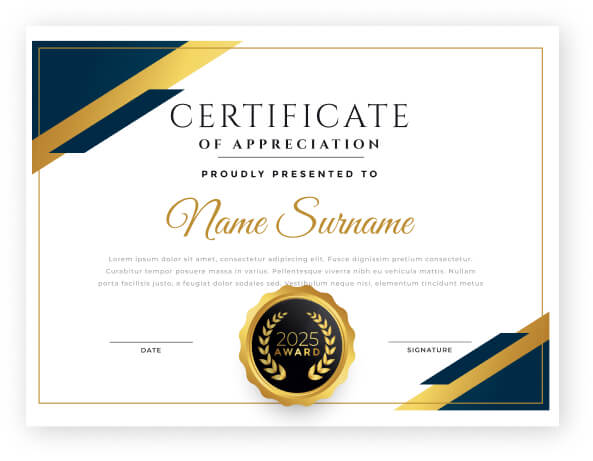 CERTIFICATE
OF APPRECIATION
PROUDLY PRESENTED TO
Name Surname
Lorem ipsum dolor sit amet, consectetur adipiscing elit. Suspendisse dignissim pretium consectetur.
Curabitur tempor posuere massa in varius. Pellentesque interdum viverra nibh eu vehicula. Nullam
porta facilisis justo, a feugiat dolor sodales sed. Vestibulum neque nisi, elementum tincidunt metus
2025
AWARD
DATE
SIGNATURE